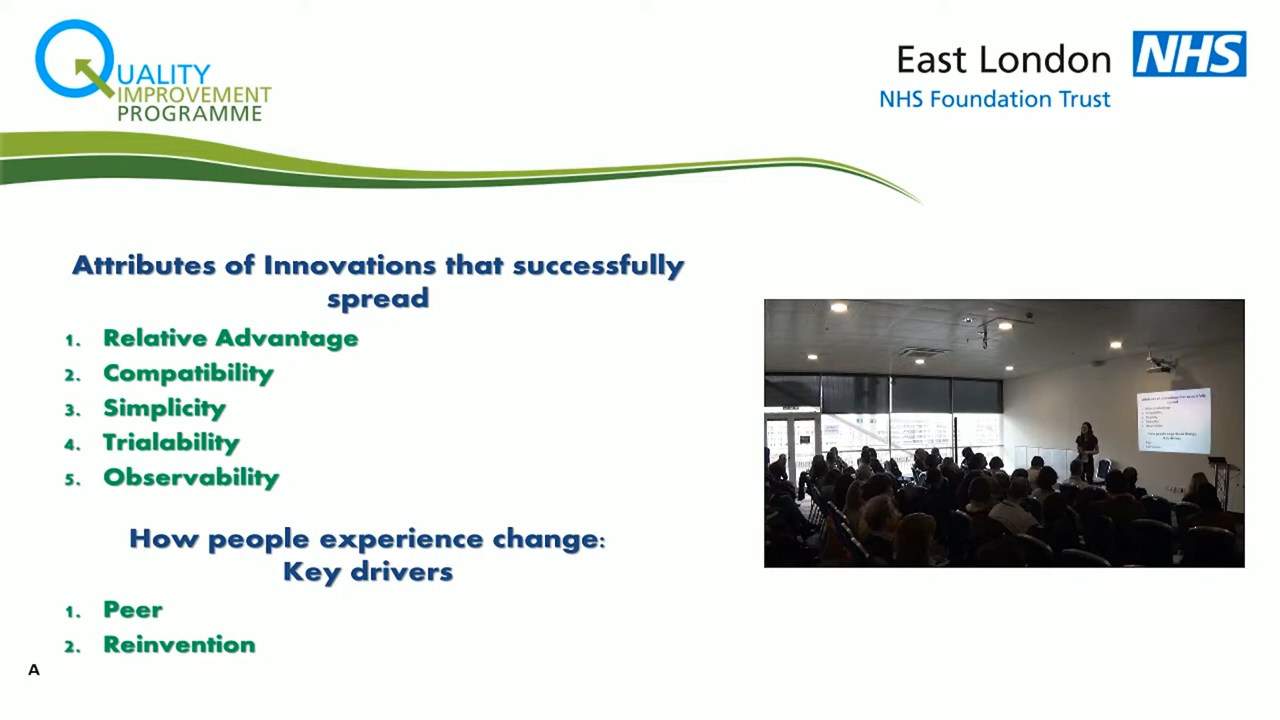 QUALITY
IMPROVEMENT
PROGRAMME
East London NHS
NHS Foundation Trust
Attributes of Innovations that successfully
spread
1. Relative Advantage
2. Compatibility
3. Simplicity
4. Trialability
5. Observability
How people experience change:
Key drivers
1. Peer
2. Reinvention
A